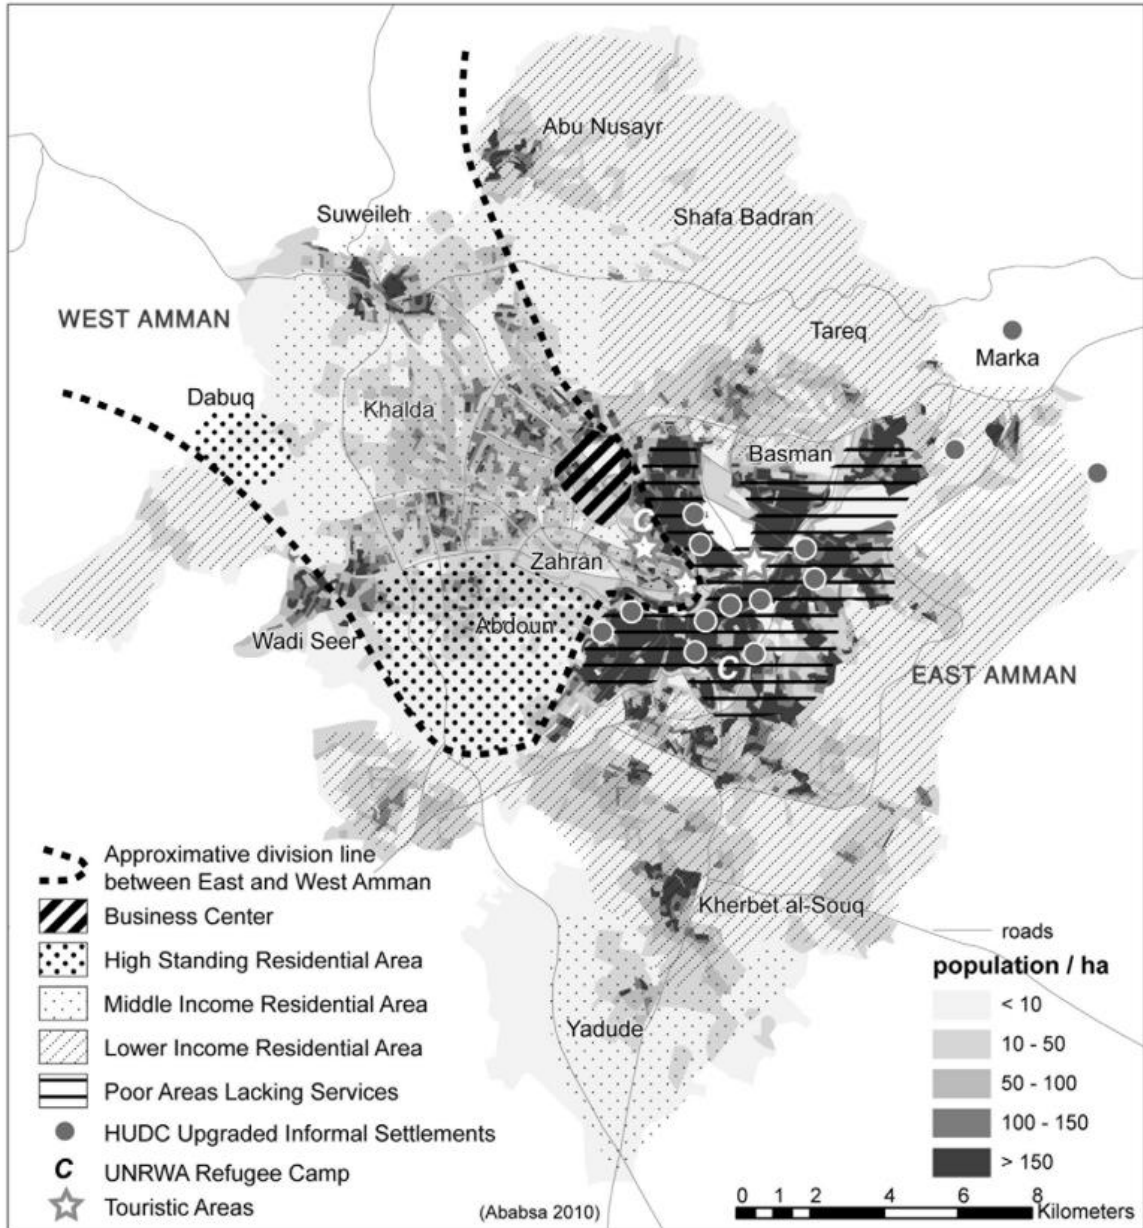 Abu Nusayr
Suweileh
Shafa Badran
WEST AMMAN
Tareq
Marka
Dabuq
Khalda
Basman
C
Zahran
Wadi Seer
Abdoun
C
EAST AMMAN
Kherbet al-Souq
Yadude
Approximative division line
between East and West Amman
Business Center
High Standing Residential Area
Middle Income Residential Area
Lower Income Residential Area
Poor Areas Lacking Services
HUDC Upgraded Informal Settlements
C UNRWA Refugee Camp
Touristic Areas
(Ababsa 2010)
roads
population / ha
< 10
10 - 50
50 - 100
100 - 150
> 150
0 1 2 4 6 8
Kilometers